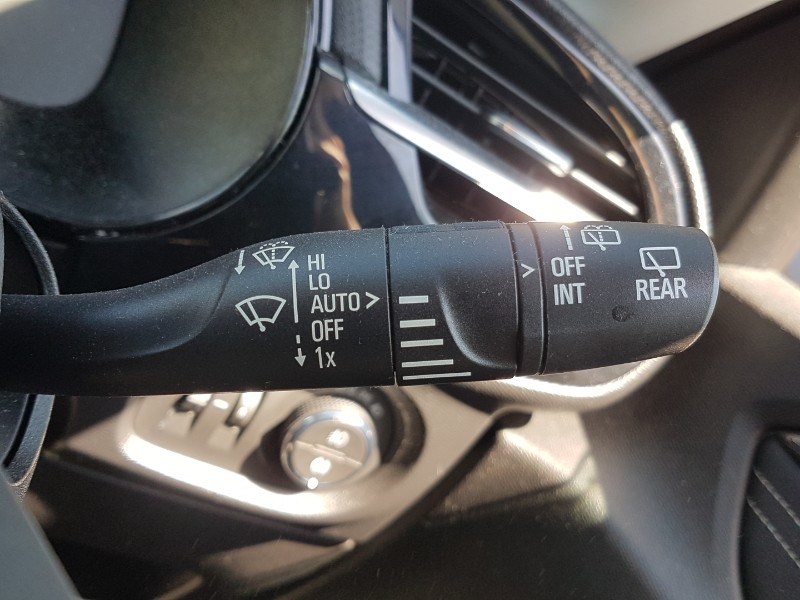 HI
LO
AUTO >
OFF
1x
> OFF
INT
REAR